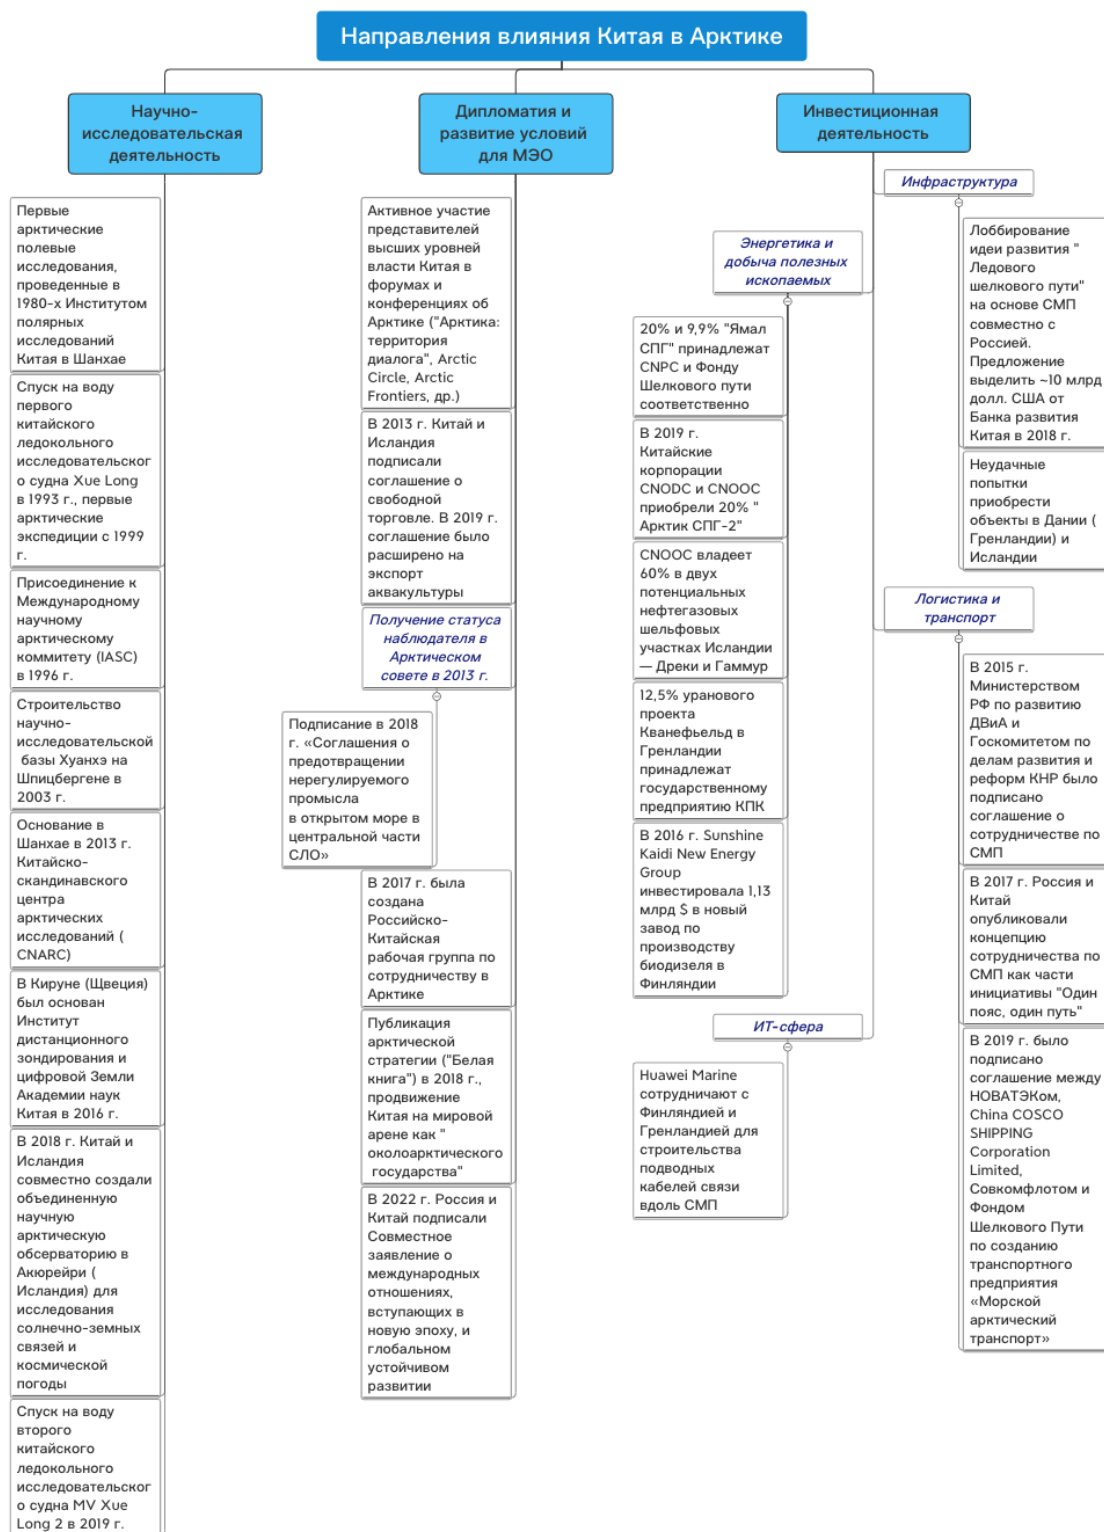 Направления влияния Китая в Арктике
Научно-
исследовательская
деятельность
Первые
арктические
полевые
исследования,
проведенные в
1980-х Институтом
полярных
исследований
Китая в Шанхае
Спуск на воду
первого
китайского
ледокольного
исследовательског
о судна Xue Long
в 1993 г., первые
арктические
экспедиции с 1999
г.
Присоединение к
Международному
научному
арктическому
коммитету (IASC)
в 1996 г.
Строительство
научно-
исследовательской
базы Хуанхэ на
Шпицбергене в
2003 г.
Основание в
Шанхае в 2013 г.
Китайско-
скандинавского
центра
арктических
исследований (
CNARC)
В Кируне (Щвеция)
был основан
Институт
дистанционного
зондирования и
цифровой Земли
Академии наук
Китая в 2016 г.
В 2018 г. Китай и
Исландия
совместно создали
объединенную
научную
арктическую
обсерваторию в
Акюрейри (
Исландия) для
исследования
солнечно-земных
связей и
космической
погоды
Спуск на воду
второго
китайского
ледокольного
исследовательског
о судна MV Xue
Long 2 в 2019 г.
Дипломатия и
развитие условий
для МЭО
Активное участие
представителей
высших уровней
власти Китая в
форумах и
конференциях об
Арктике ("Арктика:
территория
диалога", Arctic
Circle, Arctic
Frontiers, др.)
В 2013 г. Китай и
Исландия
подписали
соглашение о
свободной
торговле. В 2019 г.
соглашение было
расширено на
экспорт
аквакультуры
Получение статуса
наблюдателя в
Арктическом
совете в 2013 г.
Подписание в 2018
г. «Соглашения о
предотвращении
нерегулируемого
промысла
в открытом море в
центральной части
СЛО»
В 2017 г. была
создана
Российско-
Китайская
рабочая группа по
сотрудничеству в
Арктике
Публикация
арктической
стратегии ("Белая
книга") в 2018 г.,
продвижение
Китая на мировой
арене как "
околоарктического
государства"
В 2022 г. Россия и
Китай подписали
Совместное
заявление о
международных
отношениях,
вступающих в
новую эпоху, и
глобальном
устойчивом
развитии
Инвестиционная
деятельность
Инфраструктура
Лоббирование
идеи развития "
Ледового
шелкового пути"
на основе СМП
совместно с
Россией.
Предложение
выделить ~10 млрд
долл. США от
Банка развития
Китая в 2018 г.
Неудачные
попытки
приобрести
объекты в Дании (
Гренландии) и
Исландии
Энергетика и
добыча полезных
ископаемых
20% и 9,9% "Ямал
СПГ" принадлежат
CNPC и Фонду
Шелкового пути
соответственно
В 2019 г.
Китайские
корпорации
CNODC и CNOOC
приобрели 20% "
Арктик СПГ-2"
CNOOC владеет
60% в двух
потенциальных
нефтегазовых
шельфовых
участках Исландии
— Дреки и Гаммур
12,5% уранового
проекта
Кванефьельд в
Гренландии
принадлежат
государственному
предприятию КПК
В 2016 г. Sunshine
Kaidi New Energy
Group
инвестировала 1,13
млрд $ в новый
завод по
производству
биодизеля в
Финляндии
Логистика и
транспорт
В 2015 г.
Министерством
РФ по развитию
ДВиА и
Госкомитетом по
делам развития и
реформ КНР было
подписано
соглашение о
сотрудничестве по
СМП
В 2017 г. Россия и
Китай
опубликовали
концепцию
сотрудничества по
СМП как части
инициативы "Один
пояс, один путь"
В 2019 г. было
подписано
соглашение между
НОВАТЭКом,
China COSCO
SHIPPING
Corporation
Limited,
Совкомфлотом и
Фондом
Шелкового Пути
по созданию
транспортного
предприятия
«Морской
арктический
транспорт»
ИТ-сфера
Huawei Marine
сотрудничают с
Финляндией и
Гренландией для
строительства
подводных
кабелей связи
вдоль СМП